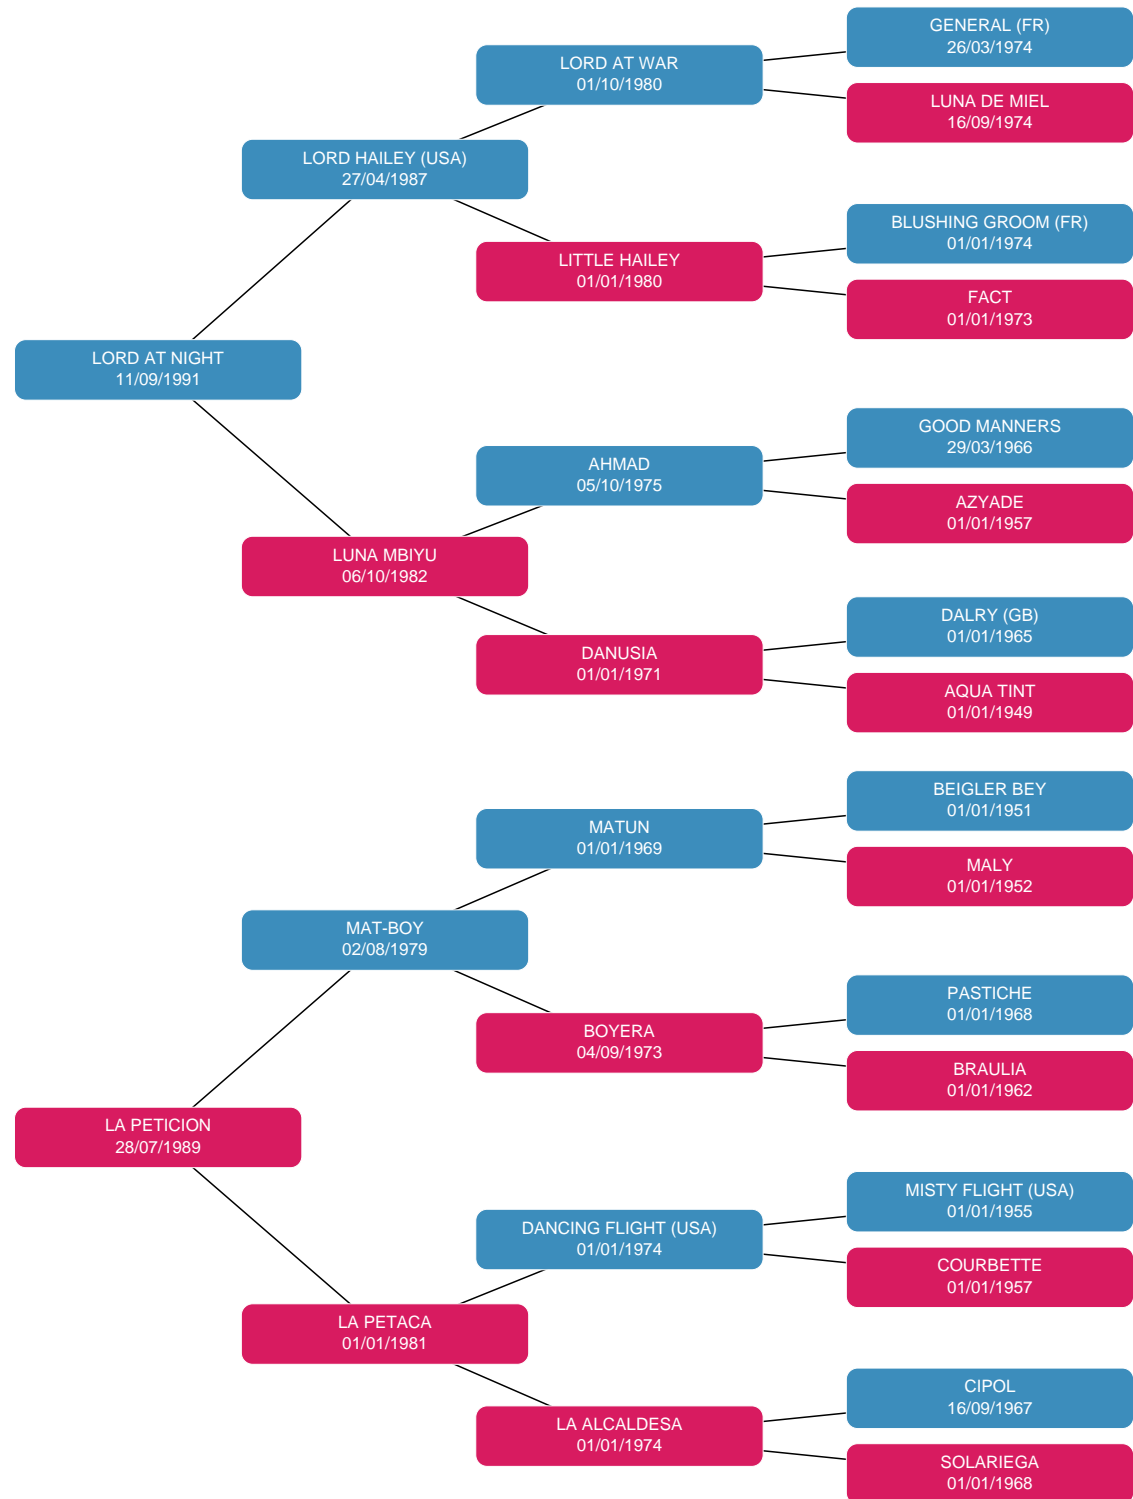 GENERAL (FR)
26/03/1974
LORD AT WAR
01/10/1980
LUNA DE MIEL
16/09/1974
LORD HAILEY (USA)
27/04/1987
BLUSHING GROOM (FR)
01/01/1974
LITTLE HAILEY
01/01/1980
FACT
01/01/1973
LORD AT NIGHT
11/09/1991
GOOD MANNERS
29/03/1966
AHMAD
05/10/1975
AZYADE
01/01/1957
LUNA MBIYU
06/10/1982
DALRY (GB)
01/01/1965
DANUSIA
01/01/1971
AQUA TINT
01/01/1949
BEIGLER BEY
01/01/1951
MATUN
01/01/1969
MALY
01/01/1952
MAT-BOY
02/08/1979
PASTICHE
01/01/1968
BOYERA
04/09/1973
BRAULIA
01/01/1962
LA PETICION
28/07/1989
MISTY FLIGHT (USA)
01/01/1955
DANCING FLIGHT (USA)
01/01/1974
COURBETTE
01/01/1957
LA PETACA
01/01/1981
CIPOL
16/09/1967
LA ALCALDESA
01/01/1974
SOLARIEGA
01/01/1968